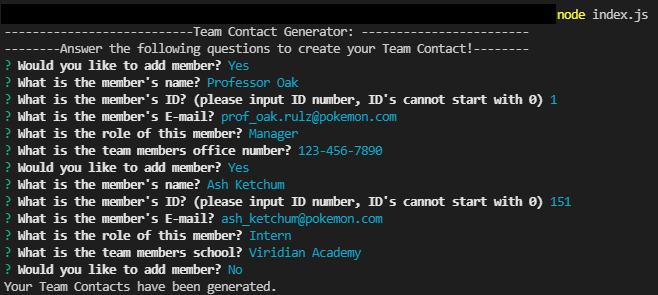 node index.js
---------------------------Team Contact Generator: ------------------------
--------Answer the following questions to create your Team Contact!--------
? Would you like to add member? Yes
? What is the member's name? Professor Oak
? What is the member's ID? (please input ID number, ID's cannot start with 0) 1
? What is the member's E-mail? prof_oak.rulz@pokemon.com
? What is the role of this member? Manager
? What is the team members office number? 123-456-7890
? Would you like to add member? Yes
? What is the member's name? Ash Ketchum
? What is the member's ID? (please input ID number, ID's cannot start with 0) 151
? What is the member's E-mail? ash_ketchum@pokemon.com
? What is the role of this member? Intern
? What is the team members school? Viridian Academy
? Would you like to add member? No
Your Team Contacts have been generated.